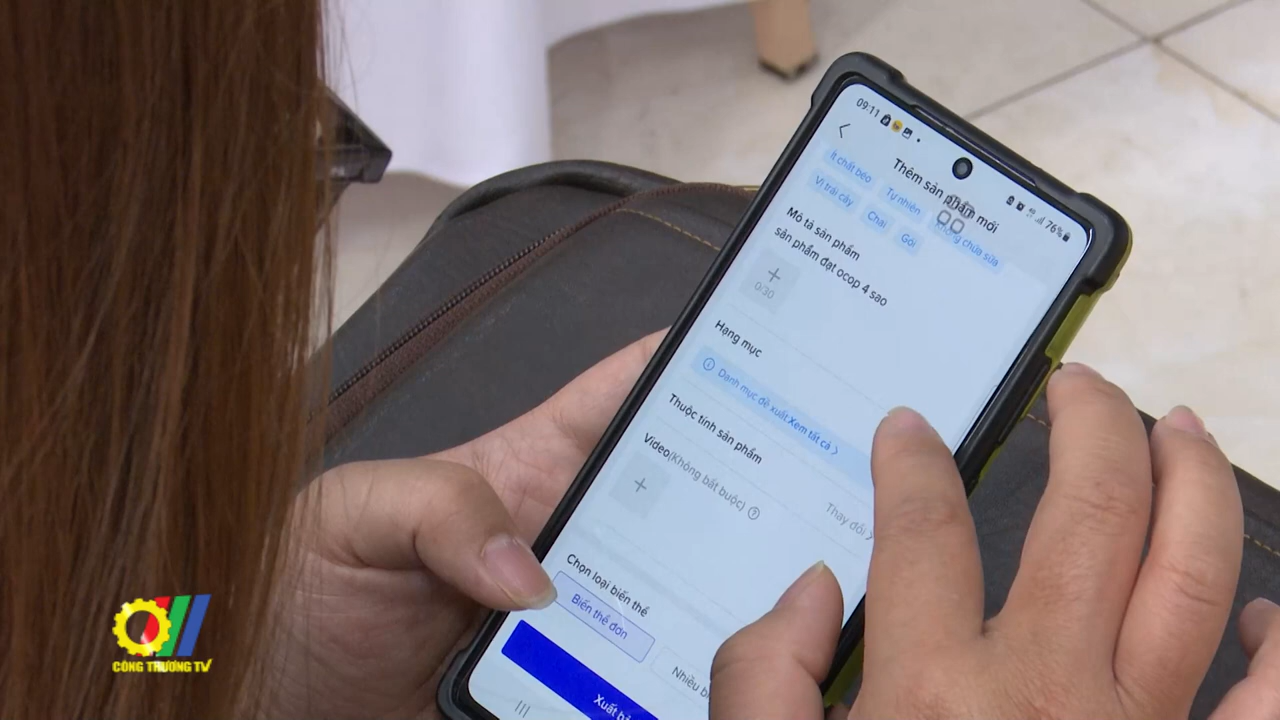 09:11
76%
Thêm sản phẩm mới
Ít chất béo
Tự nhiên
Không chứa sữa
Vị trái cây
Chai
Gói
Mô tả sản phẩm
sản phẩm đạt ocop 4 sao
0/30
Hạng mục
Danh mục đề xuất Xem tất cả
Thuộc tính sản phẩm
Thay đổi
Video(Không bắt buộc)
Chọn loại biến thể
Biến thể đơn
Nhiều
Xuất
CÔNG THƯƠNG TV